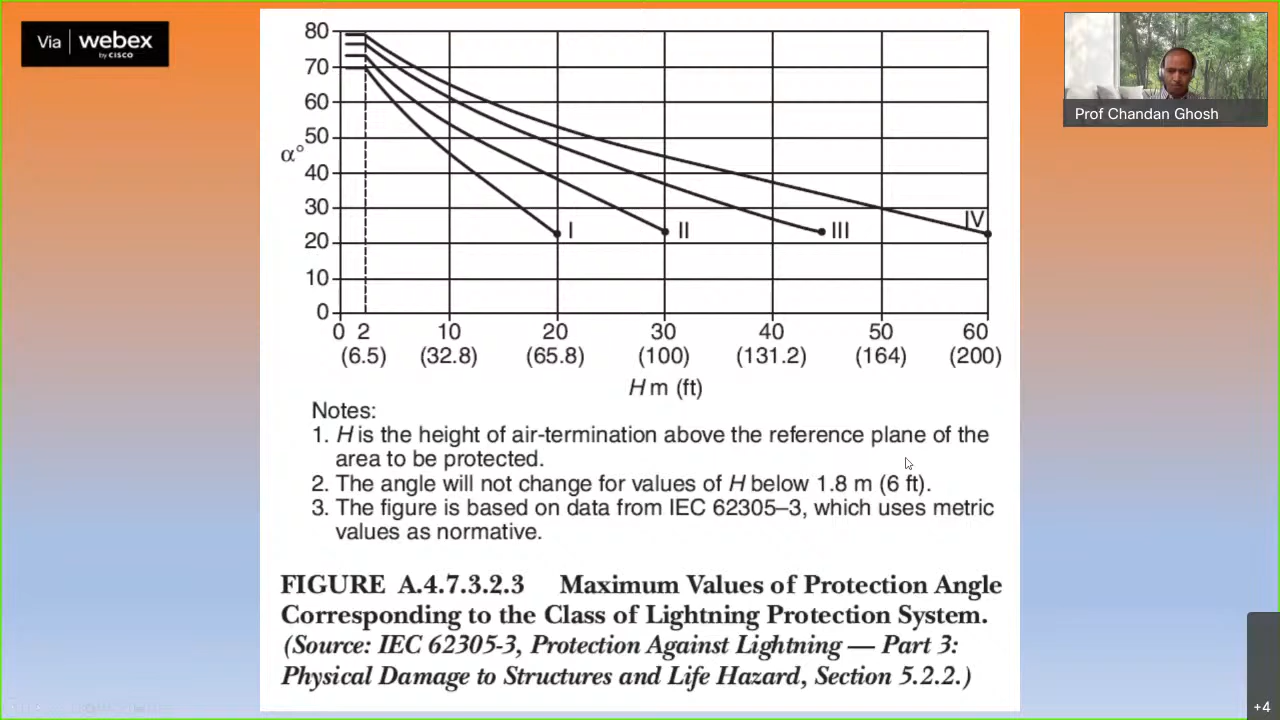 Via webex
by CISCO
Prof Chandan Ghosh
80
70
60
50
α°
40
30
20
10
0
I
II
III
IV
0 2 10 20 30 40 50 60
(6.5) (32.8) (65.8) (100) (131.2) (164) (200)
H m (ft)
Notes:
1. H is the height of air-termination above the reference plane of the
area to be protected.
2. The angle will not change for values of H below 1.8 m (6 ft).
3. The figure is based on data from IEC 62305–3, which uses metric
values as normative.
FIGURE A.4.7.3.2.3 Maximum Values of Protection Angle
Corresponding to the Class of Lightning Protection System.
(Source: IEC 62305-3, Protection Against Lightning — Part 3:
Physical Damage to Structures and Life Hazard, Section 5.2.2.)
+4